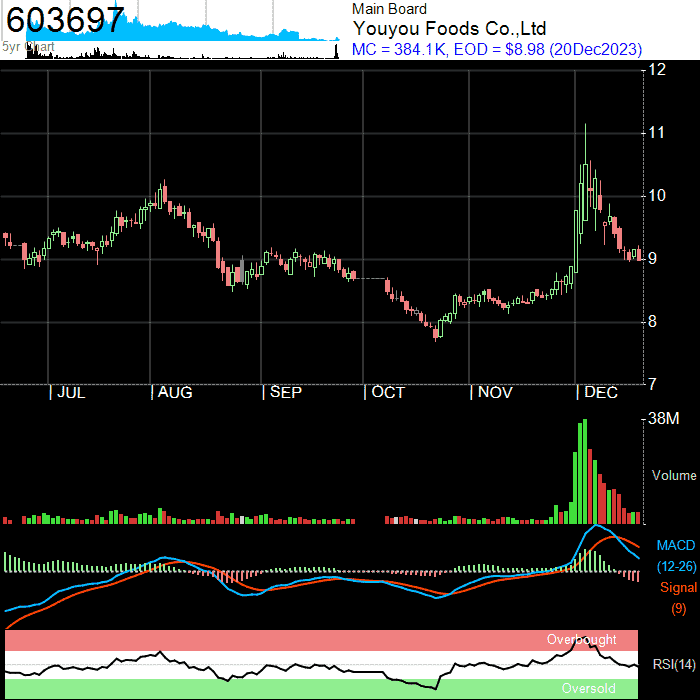 603697
5yr Chart
Main Board
Youyou Foods Co.,Ltd
MC = 384.1K, EOD = $8.98 (20Dec2023)
12
11
10
9
8
7
| JUL | AUG | SEP | OCT | NOV | DEC
38M
Volume
MACD
(12-26)
Signal
(9)
Overbought
RSI(14)
Oversold